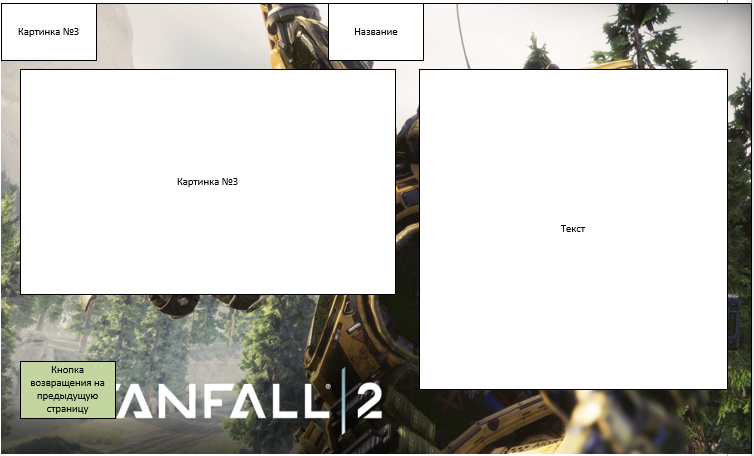 Картинка №3
Название
Картинка №3
Текст
Кнопка
возвращения на
предыдущую
страницу
ANFALL® 2